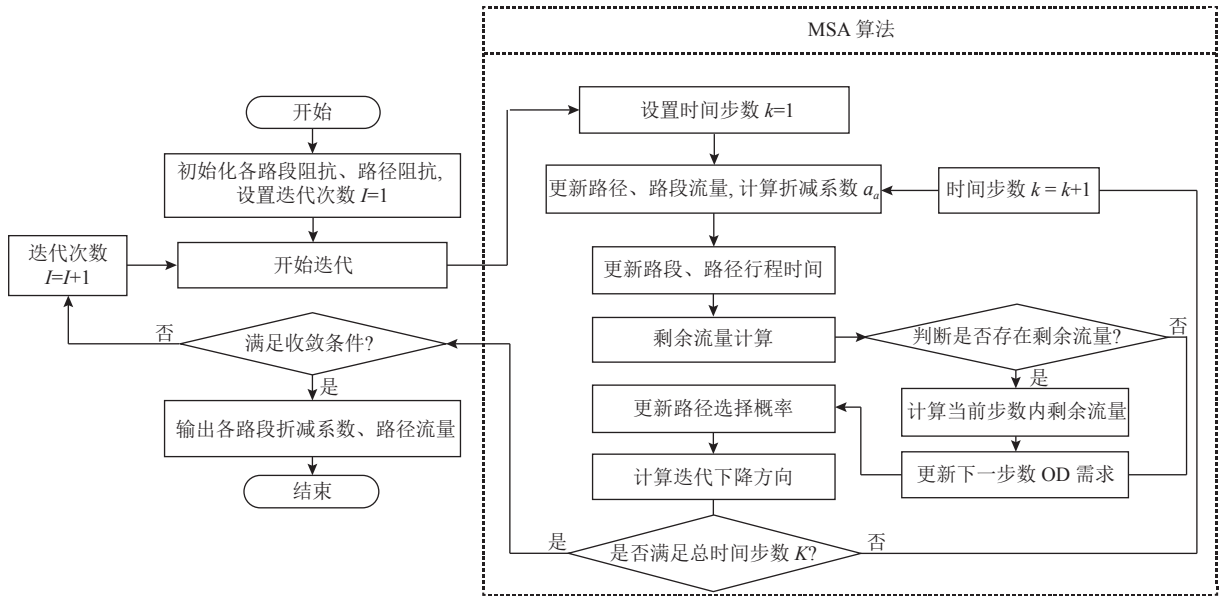 MSA 算法
开始
初始化各路段阻抗、路径阻抗,
设置迭代次数 I=1
迭代次数
I=I+1
开始迭代
否
满足收敛条件?
是
输出各路段折减系数、路径流量
结束
设置时间步数 k=1
更新路径、路段流量, 计算折减系数 aₐ
时间步数 k = k+1
更新路段、路径行程时间
剩余流量计算
判断是否存在剩余流量?
否
是
计算当前步数内剩余流量
更新下一步数 OD 需求
更新路径选择概率
计算迭代下降方向
是
是否满足总时间步数 K?
否